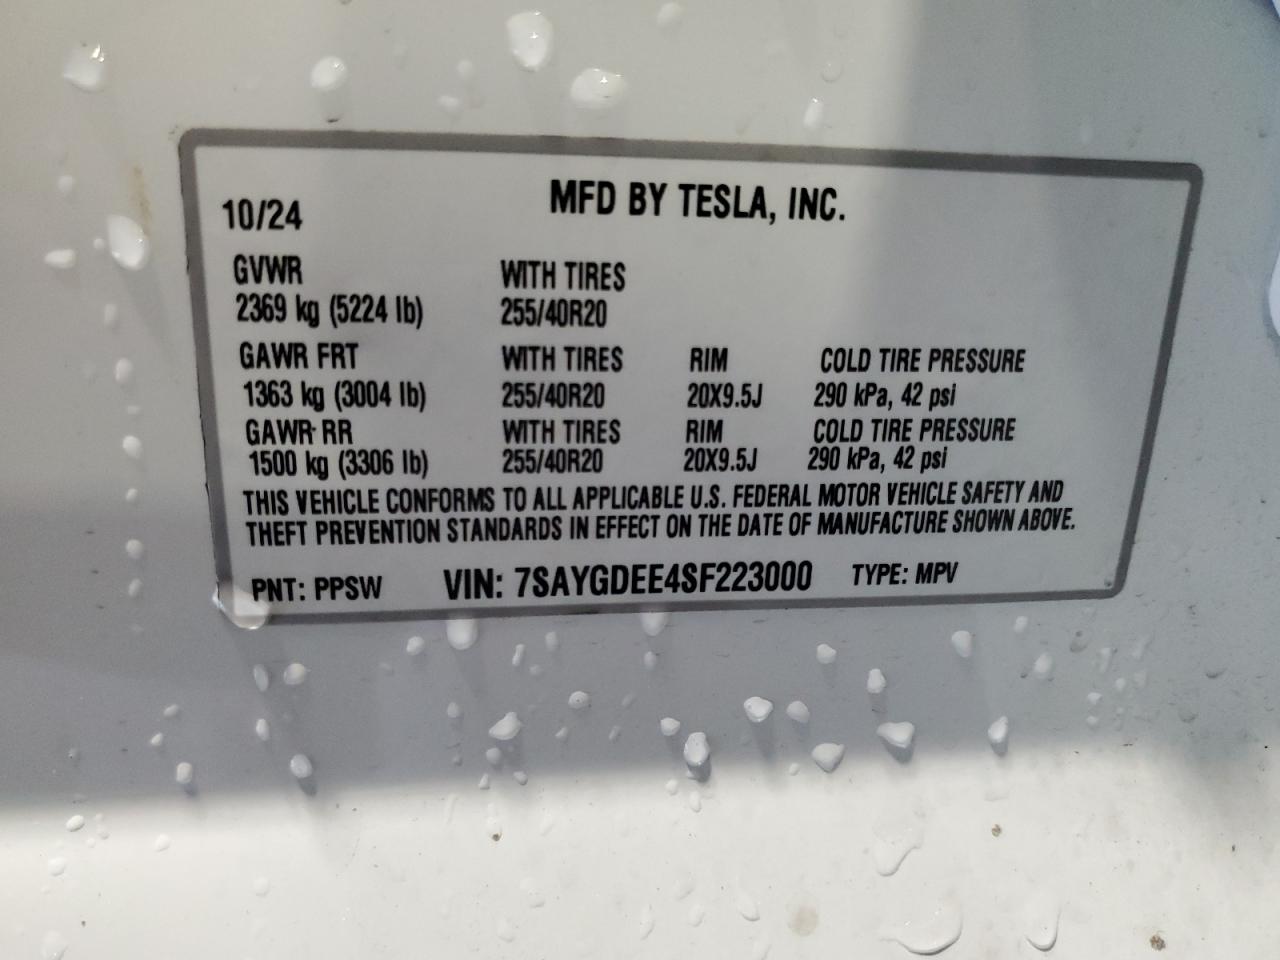 10/24 MFD BY TESLA, INC.
GVWR WITH TIRES
2369 kg (5224 lb) 255/40R20
GAWR FRT WITH TIRES RIM COLD TIRE PRESSURE
1363 kg (3004 lb) 255/40R20 20X9.5J 290 kPa, 42 psi
GAWR RR WITH TIRES RIM COLD TIRE PRESSURE
1500 kg (3306 lb) 255/40R20 20X9.5J 290 kPa, 42 psi
THIS VEHICLE CONFORMS TO ALL APPLICABLE U.S. FEDERAL MOTOR VEHICLE SAFETY AND
THEFT PREVENTION STANDARDS IN EFFECT ON THE DATE OF MANUFACTURE SHOWN ABOVE.
PNT: PPSW VIN: 7SAYGDEE4SF223000 TYPE: MPV